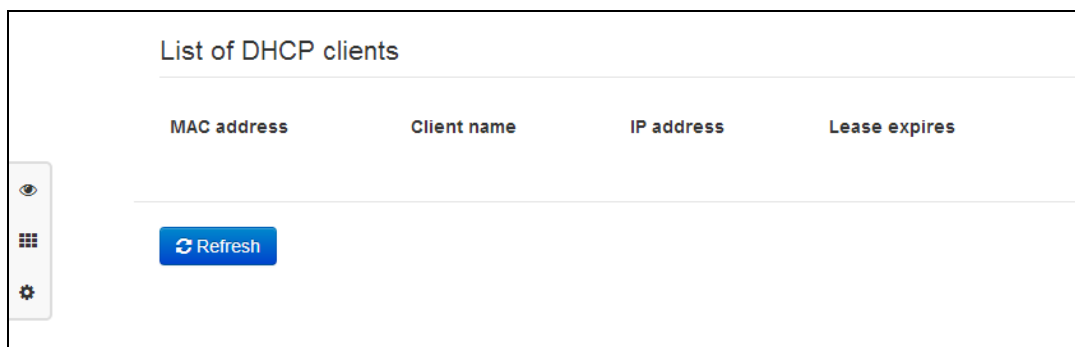 List of DHCP clients
MAC address Client name IP address Lease expires
Refresh